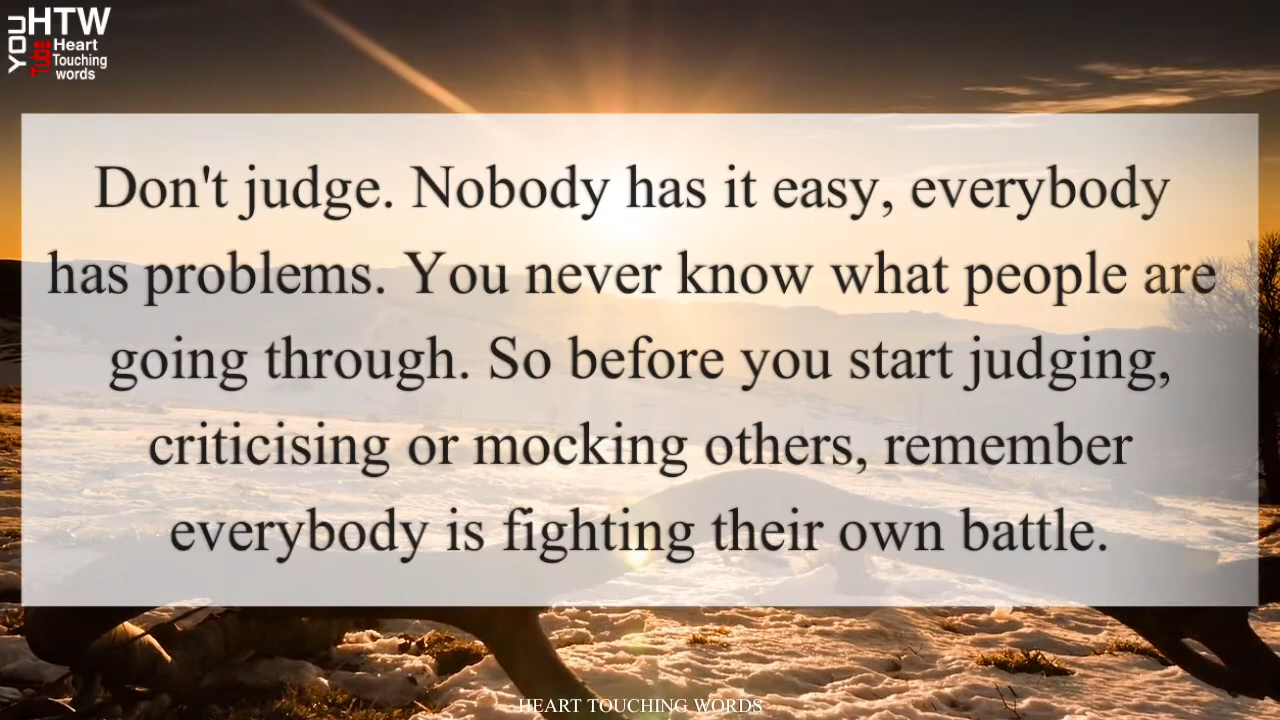 YOU
Tube
HTW
Heart
Touching
words
Don't judge. Nobody has it easy, everybody
has problems. You never know what people are
going through. So before you start judging,
criticising or mocking others, remember
everybody is fighting their own battle.
HEART TOUCHING WORDS